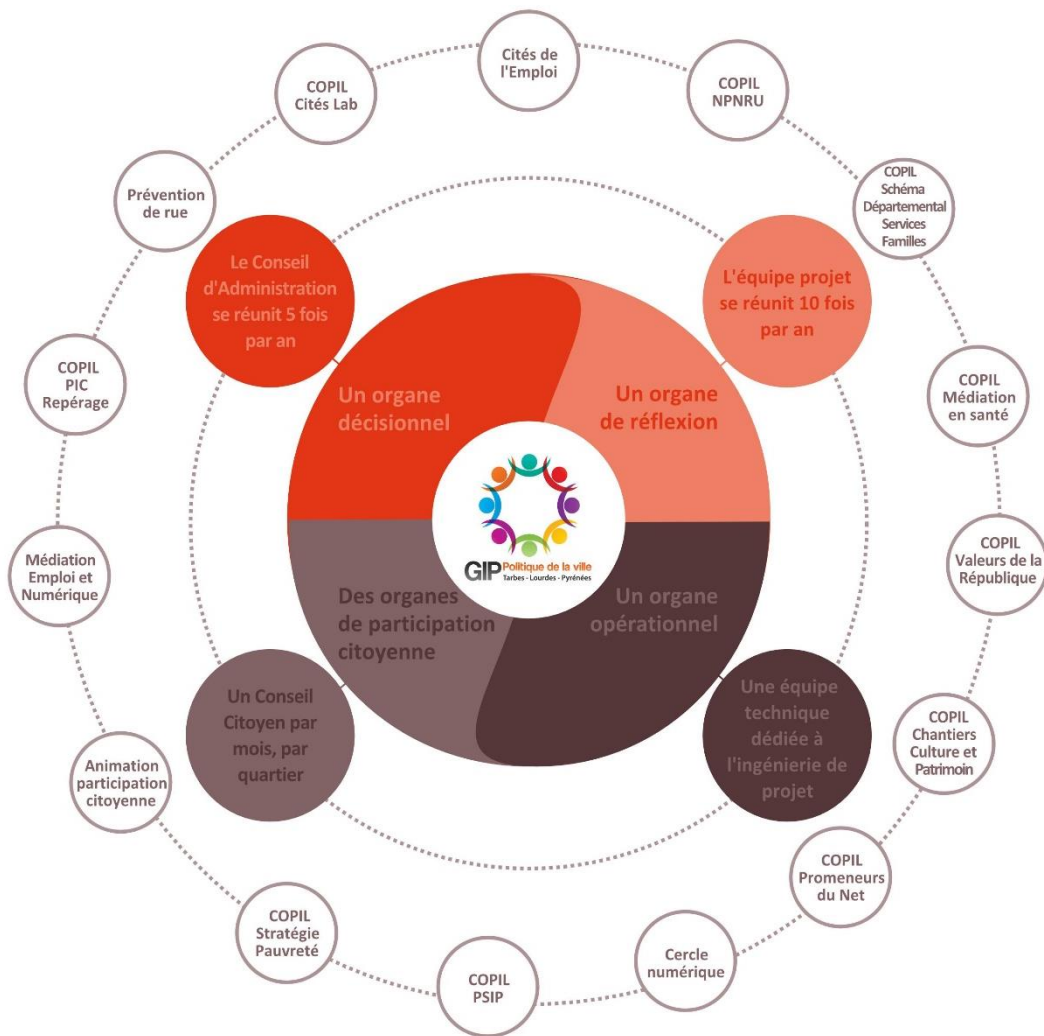 Cités de
l'Emploi
COPIL
NPNRU
COPIL
Schéma
Départemental
Services
Familles
COPIL
Médiation
en santé
COPIL
Valeurs de la
République
COPIL
Chantiers
Culture et
Patrimoin
COPIL
Promeneurs
du Net
Cercle
numérique
COPIL
PSIP
COPIL
Stratégie
Pauvreté
Animation
participation
citoyenne
Médiation
Emploi et
Numérique
COPIL
PIC
Repérage
Prévention
de rue
COPIL
Cités Lab
Le Conseil
d'Administration
se réunit 5 fois
par an
L'équipe projet
se réunit 10 fois
par an
Un organe
décisionnel
Un organe
de réflexion
GIP Politique de la ville
Tarbes - Lourdes - Pyrénées
Des organes
de participation
citoyenne
Un organe
opérationnel
Un Conseil
Citoyen par
mois, par
quartier
Une équipe
technique
dédiée à
l'ingénierie de
projet